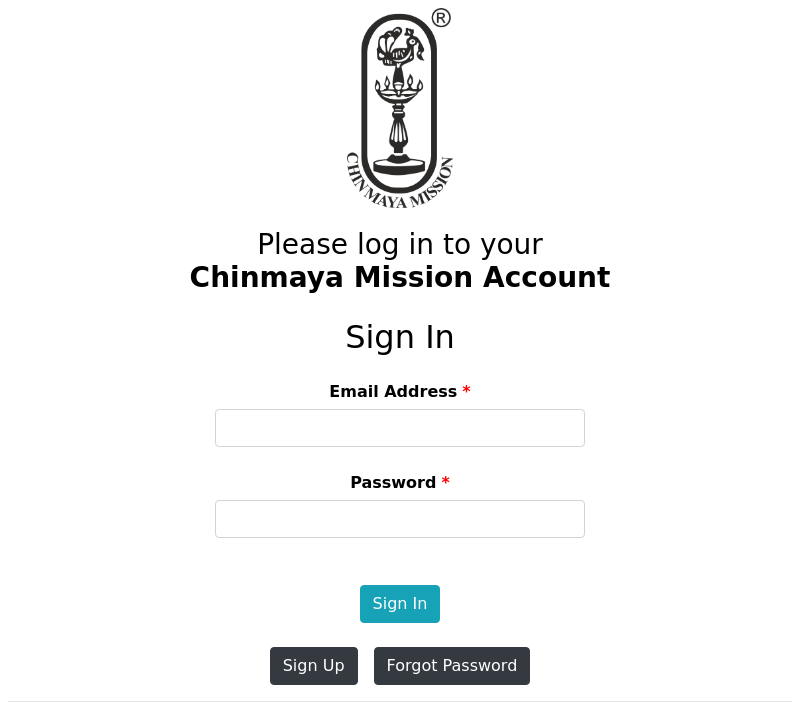 ®
CHINMAYA MISSION
Please log in to your
Chinmaya Mission Account
Sign In
Email Address *
Password *
Sign In
Sign Up Forgot Password